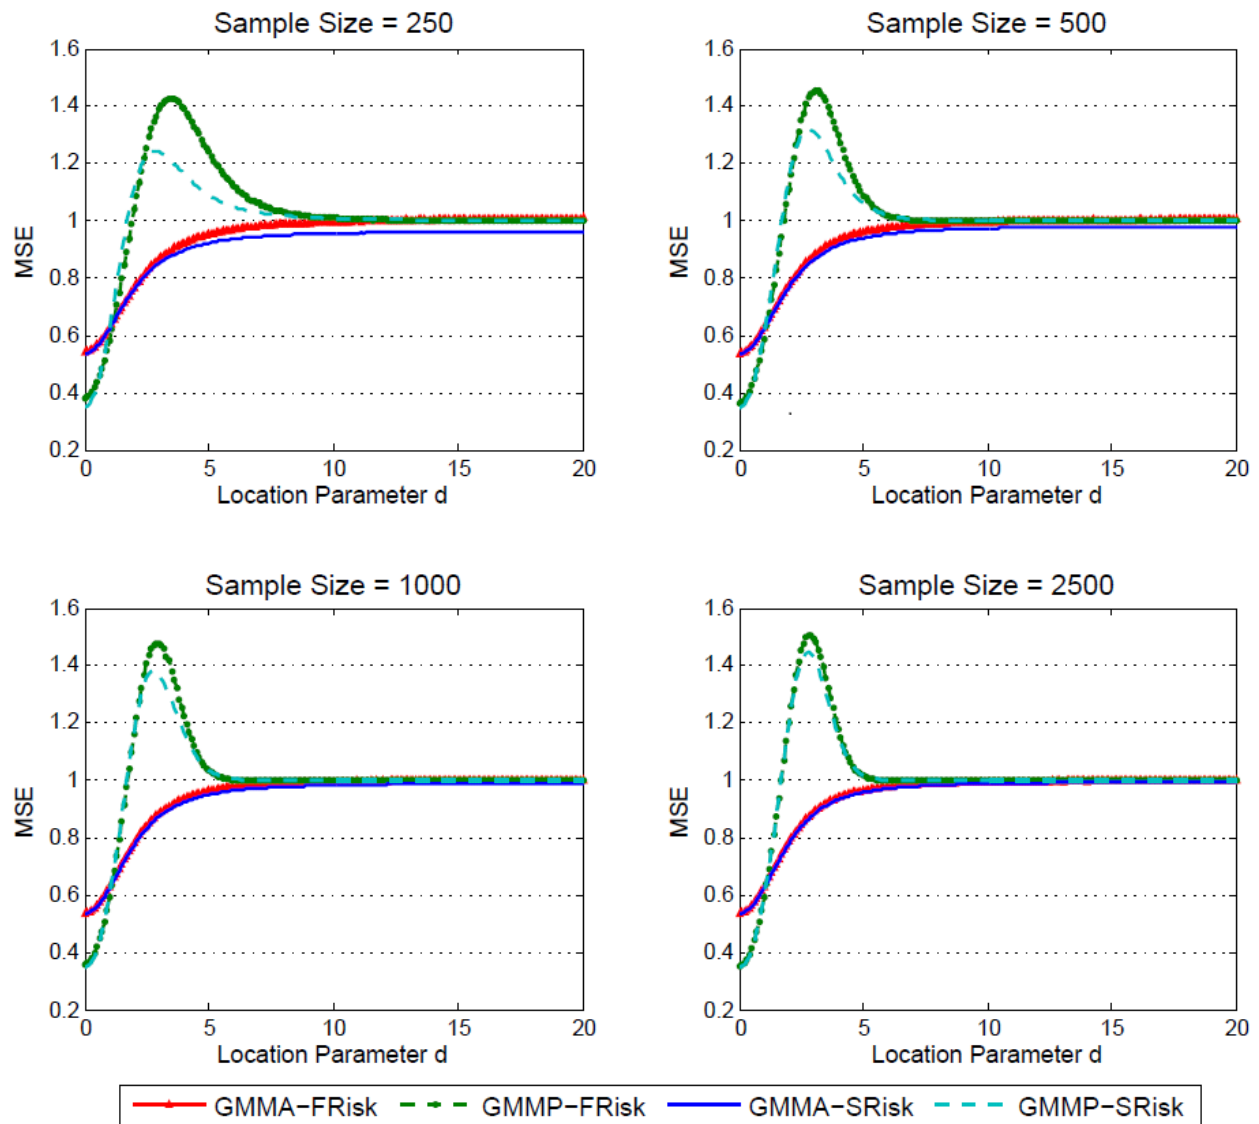 Sample Size = 250
1.6
1.4
1.2
1
0.8
0.6
0.4
0.2
MSE
0 5 10 15 20
Location Parameter d
Sample Size = 500
1.6
1.4
1.2
1
0.8
0.6
0.4
0.2
MSE
0 5 10 15 20
Location Parameter d
Sample Size = 1000
1.6
1.4
1.2
1
0.8
0.6
0.4
0.2
MSE
0 5 10 15 20
Location Parameter d
Sample Size = 2500
1.6
1.4
1.2
1
0.8
0.6
0.4
0.2
MSE
0 5 10 15 20
Location Parameter d
GMMA−FRisk GMMP−FRisk GMMA−SRisk GMMP−SRisk